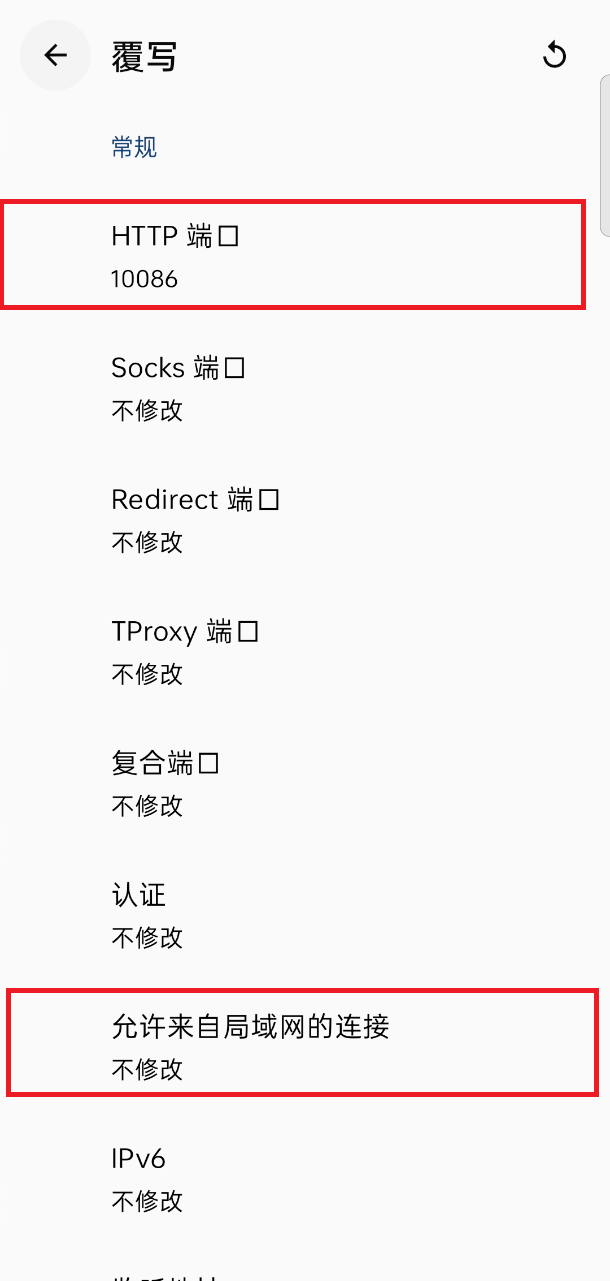 覆写
常规
HTTP 端口
10086
Socks 端口
不修改
Redirect 端口
不修改
TProxy 端口
不修改
复合端口
不修改
认证
不修改
允许来自局域网的连接
不修改
IPv6
不修改